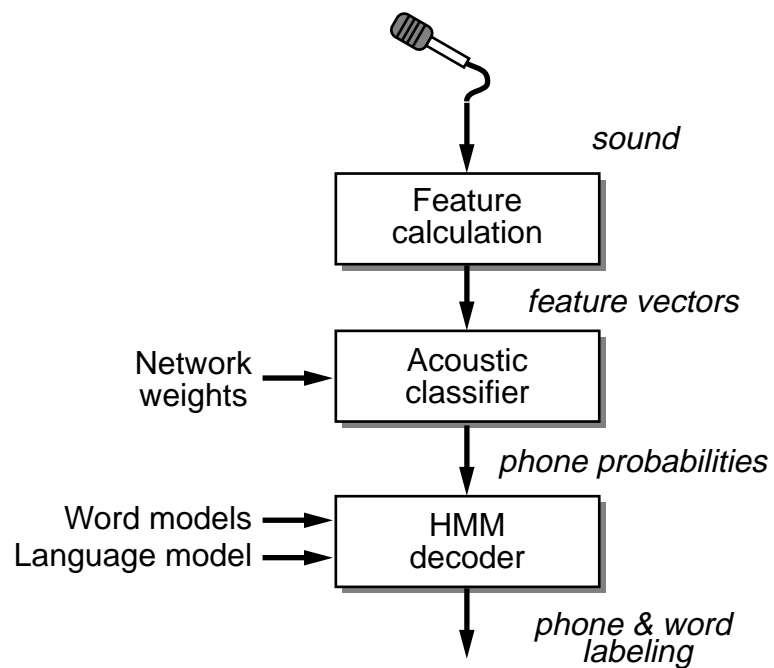 sound
Feature
calculation
feature vectors
Network
weights
Acoustic
classifier
phone probabilities
Word models
Language model
HMM
decoder
phone & word
labeling